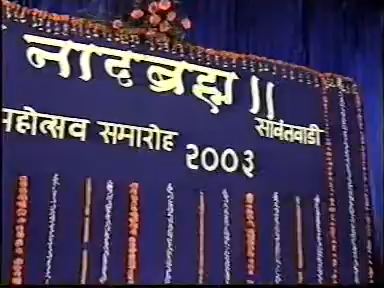 नादब्रह्म ॥
सावंतवाडी
महोत्सव समारोह २००३